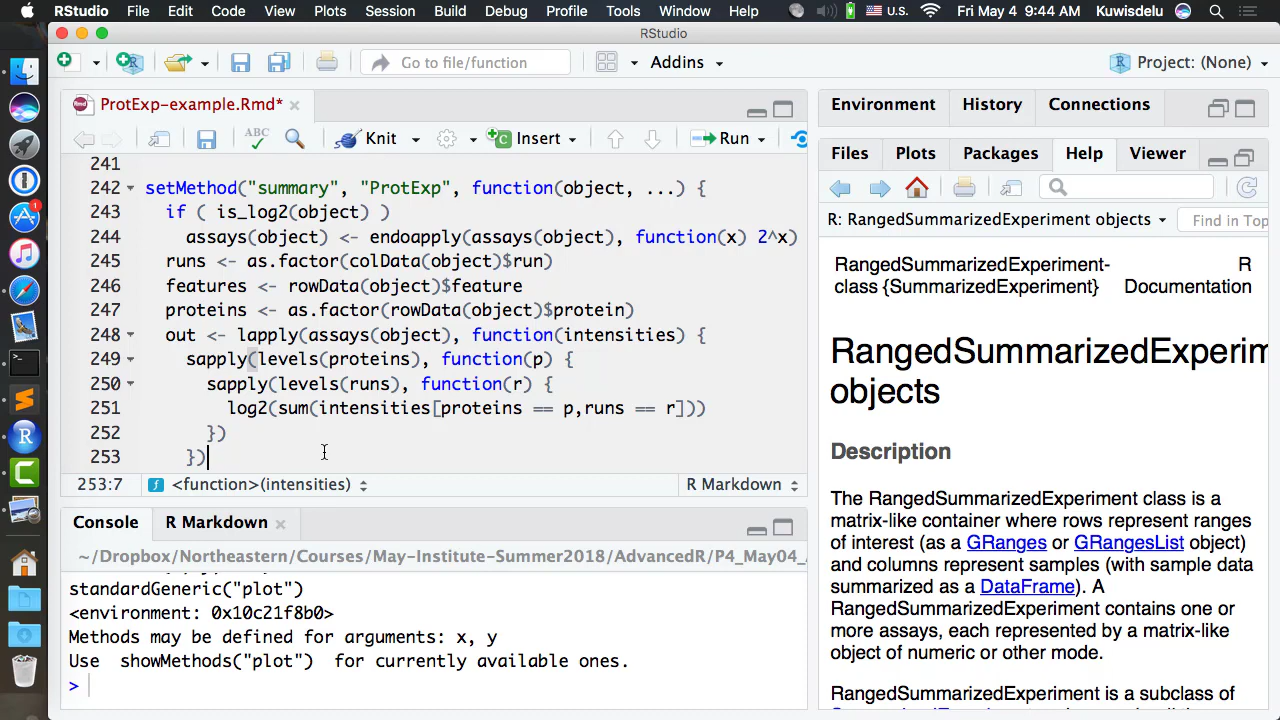 RStudio File Edit Code View Plots Session Build Debug Profile Tools Window Help U.S. Fri May 4 9:44 AM Kuwisdelu
RStudio
Go to file/function Addins Project: (None)
ProtExp-example.Rmd*
ABC Knit Insert Run
241
242 setMethod("summary", "ProtExp", function(object, ...) {
243 if ( is_log2(object) )
244 assays(object) <- endoapply(assays(object), function(x) 2^x)
245 runs <- as.factor(colData(object)$run)
246 features <- rowData(object)$feature
247 proteins <- as.factor(rowData(object)$protein)
248 out <- lapply(assays(object), function(intensities) {
249 sapply(levels(proteins), function(p) {
250 sapply(levels(runs), function(r) {
251 log2(sum(intensities[proteins == p,runs == r]))
252 })
253 })
253:7 <function>(intensities) R Markdown
Console R Markdown
~/Dropbox/Northeastern/Courses/May-Institute-Summer2018/AdvancedR/P4_May04_
standardGeneric("plot")
<environment: 0x10c21f8b0>
Methods may be defined for arguments: x, y
Use showMethods("plot") for currently available ones.
>
Environment History Connections
Files Plots Packages Help Viewer
R: RangedSummarizedExperiment objects Find in Top
RangedSummarizedExperiment- R
class {SummarizedExperiment} Documentation
RangedSummarizedExperim
objects
Description
The RangedSummarizedExperiment class is a
matrix-like container where rows represent ranges
of interest (as a GRanges or GRangesList object)
and columns represent samples (with sample data
summarized as a DataFrame). A
RangedSummarizedExperiment contains one or
more assays, each represented by a matrix-like
object of numeric or other mode.
RangedSummarizedExperiment is a subclass of